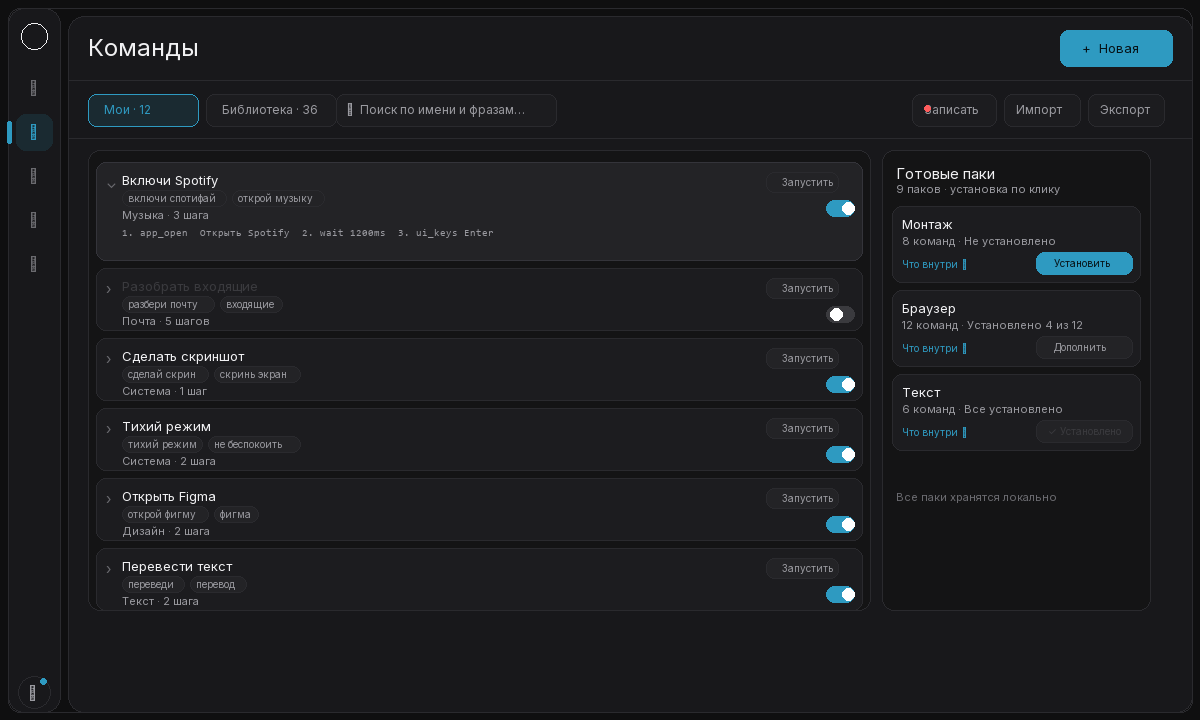 Команды
+ Новая
Мои · 12
Библиотека · 36
Поиск по имени и фразам…
аписать
Импорт
Экспорт
Включи Spotify
Запустить
включи спотифай
открой музыку
Музыка · 3 шага
1. app_open Открыть Spotify 2. wait 1200ms 3. ui_keys Enter
Разобрать входящие
Запустить
разбери почту
входящие
Почта · 5 шагов
Сделать скриншот
Запустить
сделай скрин
скринь экран
Система · 1 шаг
Тихий режим
Запустить
тихий режим
не беспокоить
Система · 2 шага
Открыть Figma
Запустить
открой фигму
фигма
Дизайн · 2 шага
Перевести текст
Запустить
переведи
перевод
Текст · 2 шага
Готовые паки
9 паков · установка по клику
Монтаж
8 команд · Не установлено
Что внутри
Установить
Браузер
12 команд · Установлено 4 из 12
Что внутри
Дополнить
Текст
6 команд · Все установлено
Что внутри
✓ Установлено
Все паки хранятся локально